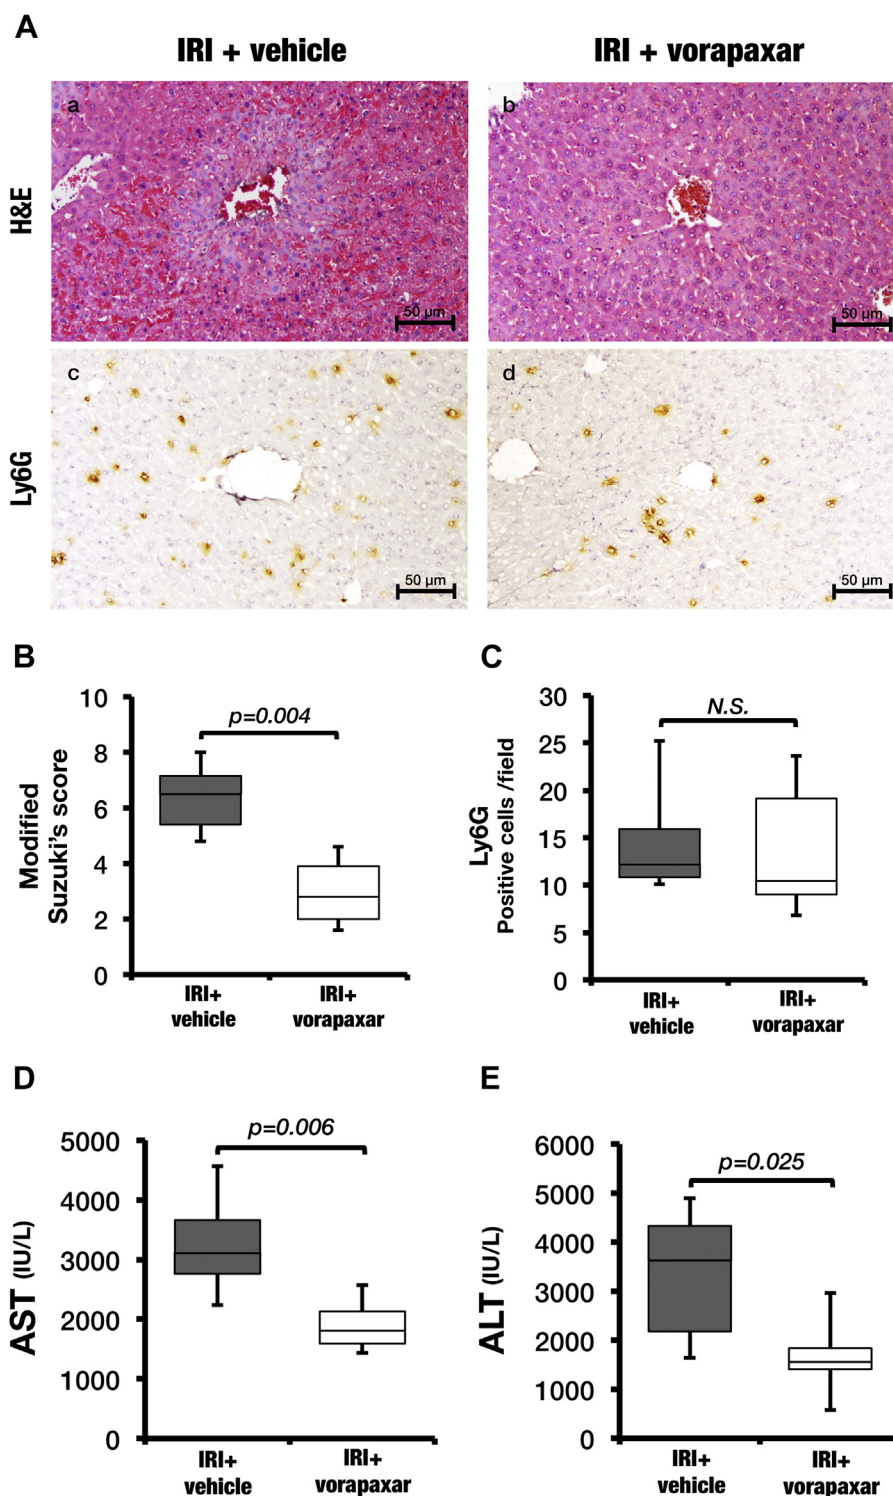 A
IRI + vehicle
IRI + vorapaxar
H&E
a
50 µm
b
50 µm
Ly6G
c
50 µm
d
50 µm
B
Modified
Suzuki's score
10
8
6
4
2
0
p=0.004
IRI+
vehicle
IRI+
vorapaxar
C
Ly6G
Positive cells /field
30
25
20
15
10
5
0
N.S.
IRI+
vehicle
IRI+
vorapaxar
D
AST (IU/L)
5000
4000
3000
2000
1000
0
p=0.006
IRI+
vehicle
IRI+
vorapaxar
E
ALT (IU/L)
6000
5000
4000
3000
2000
1000
0
p=0.025
IRI+
vehicle
IRI+
vorapaxar